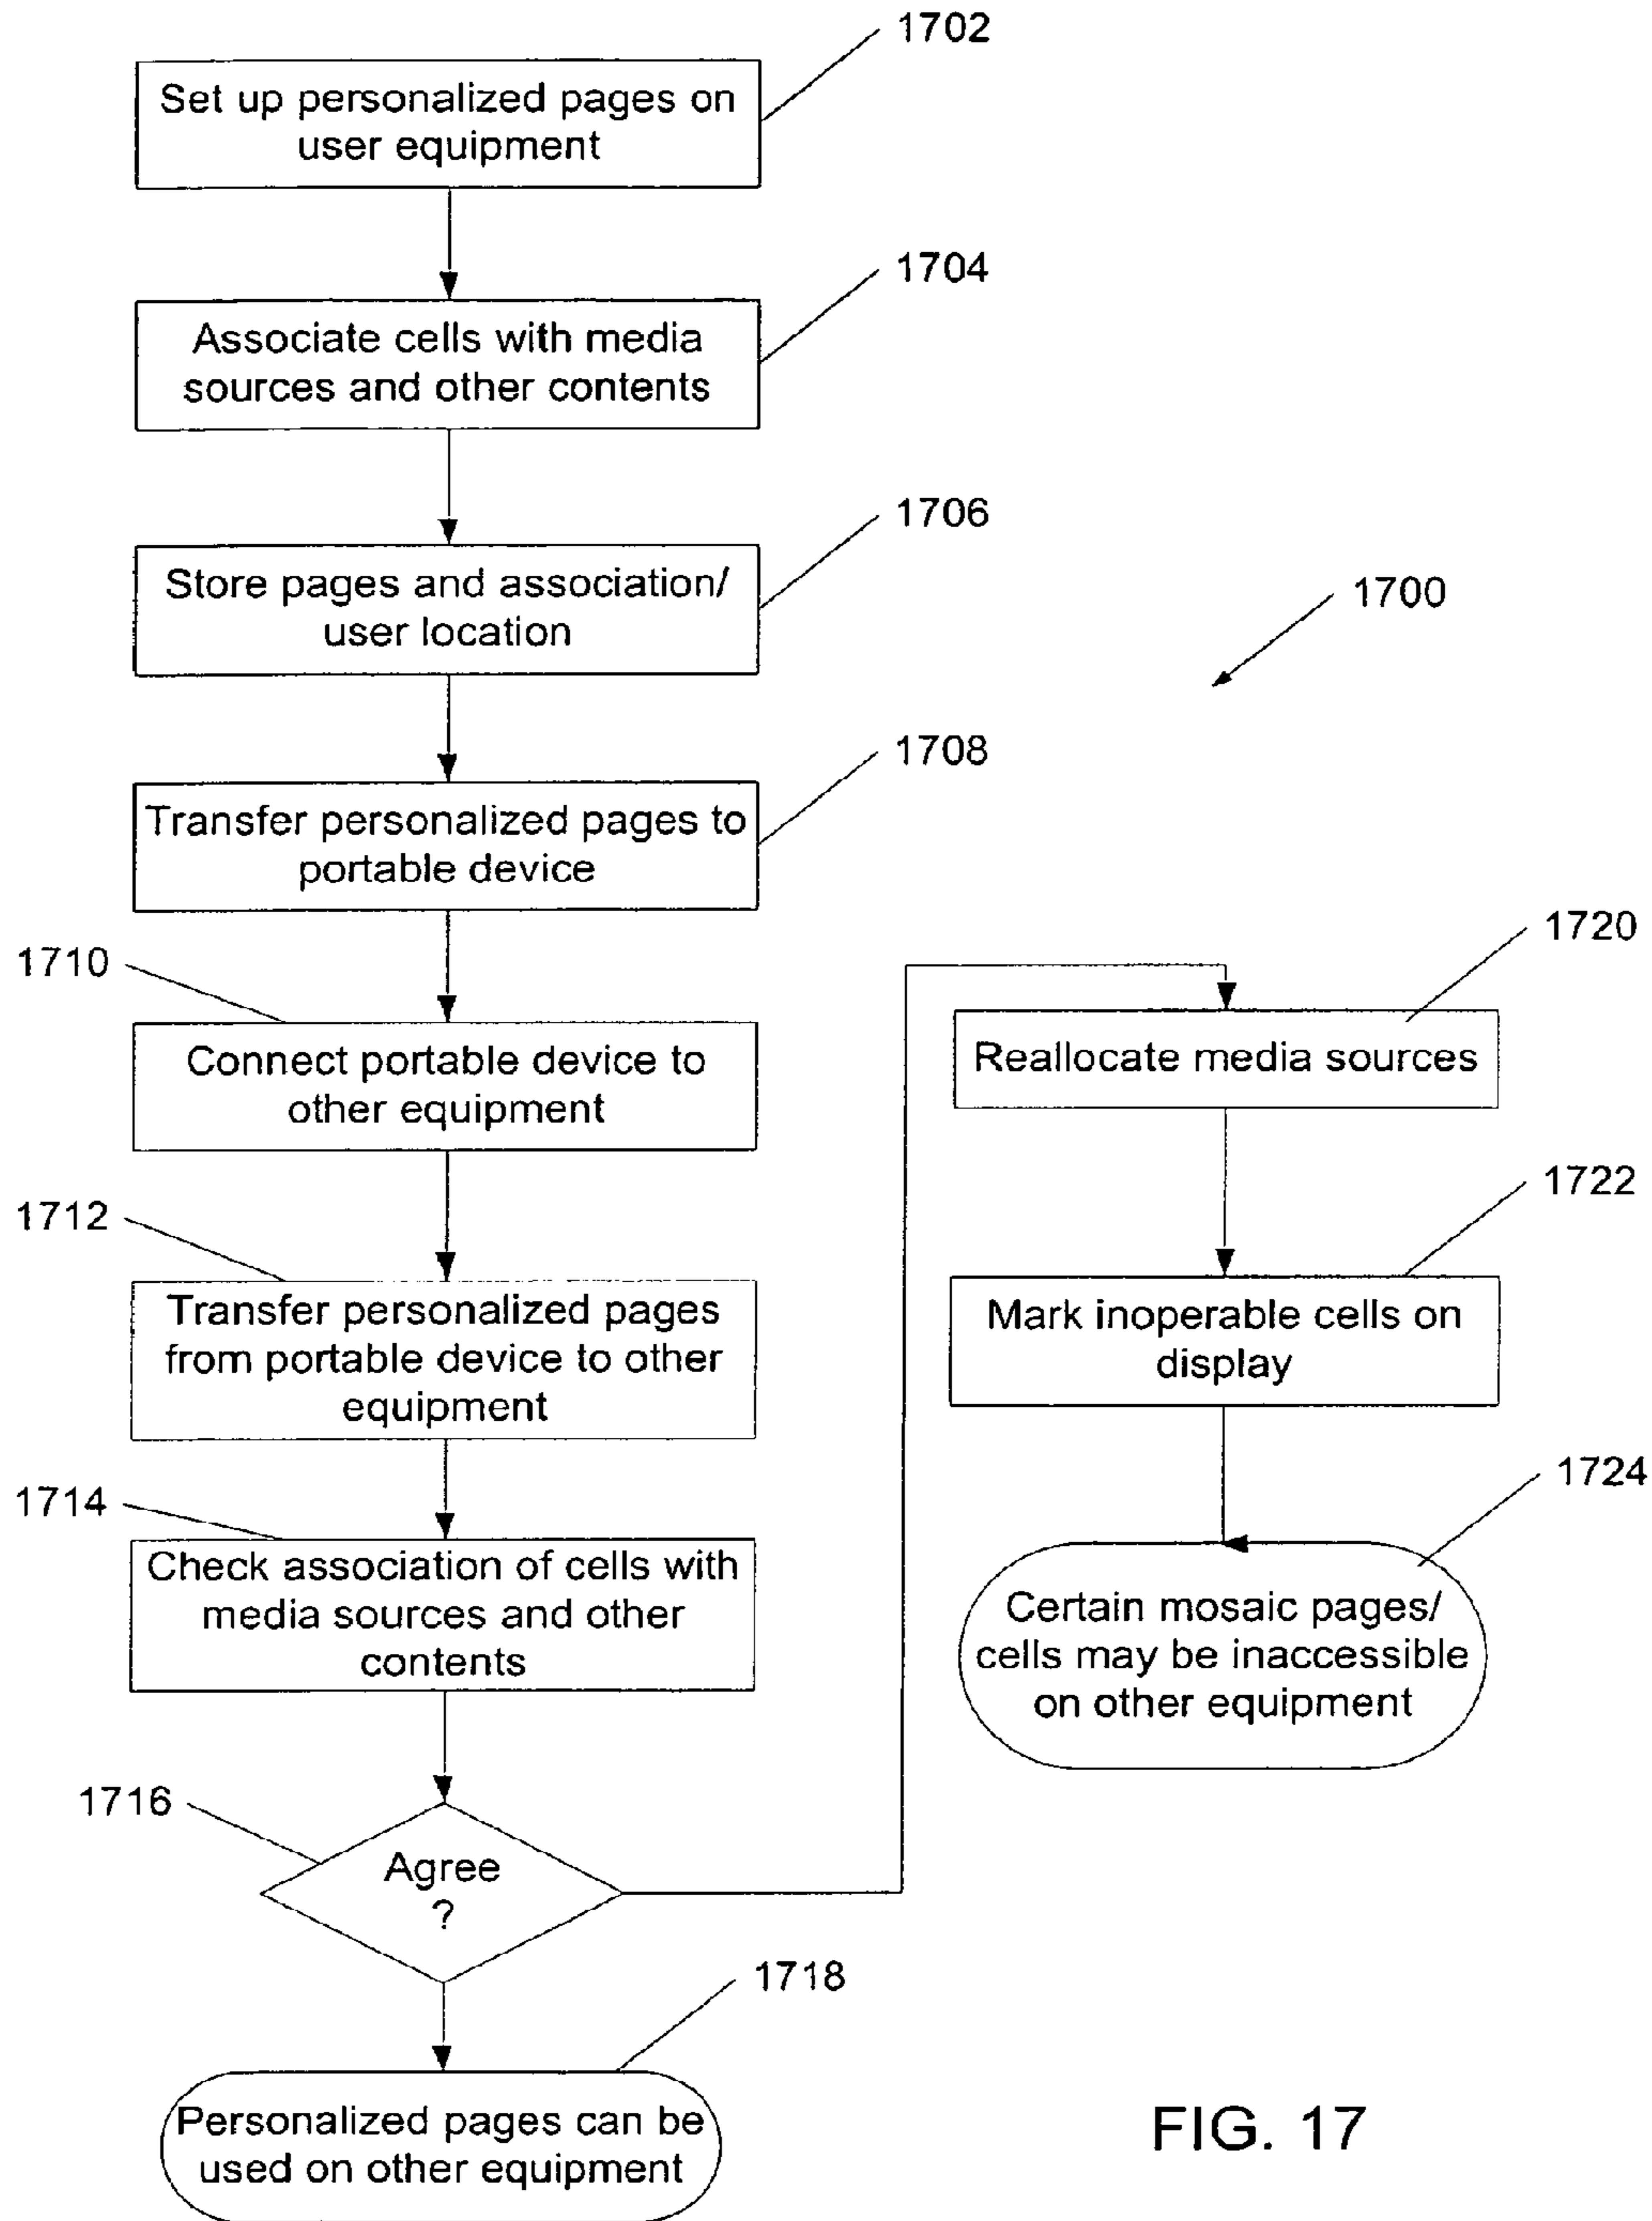 1702
Set up personalized pages on
user equipment
1704
Associate cells with media
sources and other contents
1706
Store pages and association/
user location
1700
1708
Transfer personalized pages to
portable device
1710
Connect portable device to
other equipment
1712
Transfer personalized pages
from portable device to other
equipment
1714
Check association of cells with
media sources and other
contents
1716
Agree
?
1718
Personalized pages can be
used on other equipment
1720
Reallocate media sources
1722
Mark inoperable cells on
display
1724
Certain mosaic pages/
cells may be inaccessible
on other equipment
FIG. 17